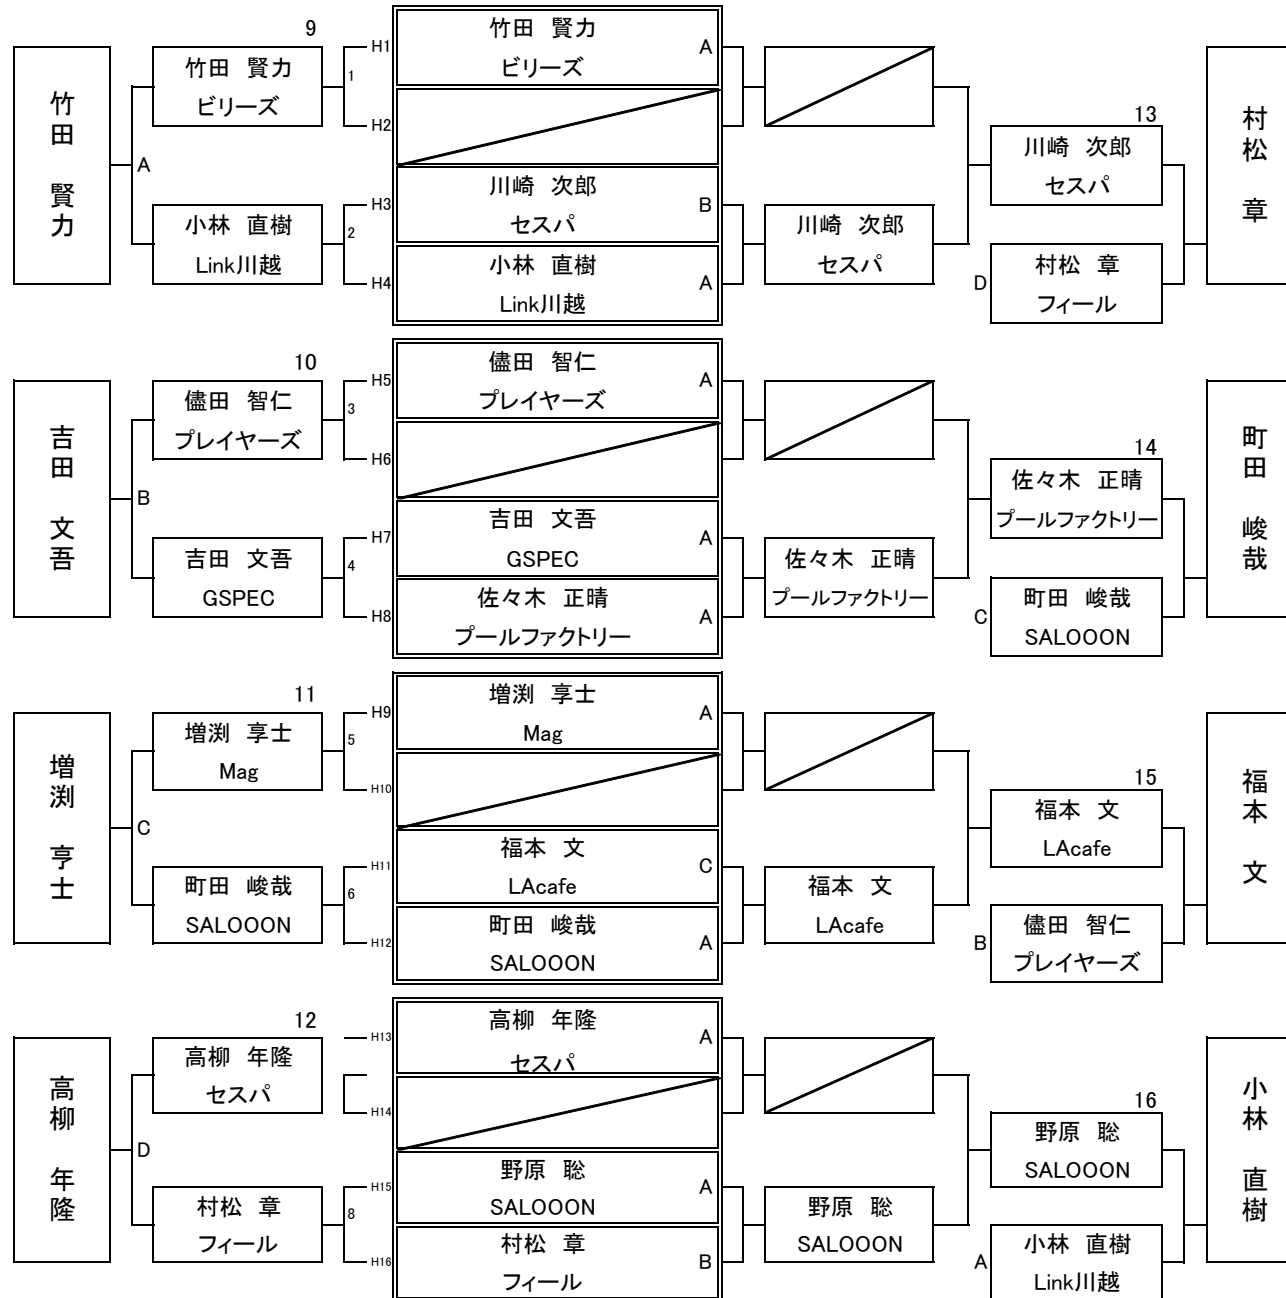 9
竹田　賢力
竹田　賢力
ビリーズ
1
H1
H2
竹田　賢力
ビリーズ
A
A
川崎　次郎
セスパ
B
小林　直樹
Link川越
2
H3
H4
小林　直樹
Link川越
A
川崎　次郎
セスパ
13
川崎　次郎
セスパ
D
村松　章
フィール
村松　章
10
吉田　文吾
儘田　智仁
プレイヤーズ
3
H5
H6
儘田　智仁
プレイヤーズ
A
B
吉田　文吾
GSPEC
4
H7
H8
吉田　文吾
GSPEC
A
佐々木　正晴
プールファクトリー
A
佐々木　正晴
プールファクトリー
14
佐々木　正晴
プールファクトリー
C
町田　峻哉
SALOOON
町田　峻哉
11
増渕　亨士
増渕　享士
Mag
5
H9
H10
増渕　享士
Mag
A
C
町田　峻哉
SALOOON
6
H11
H12
福本　文
LAcafe
C
町田　峻哉
SALOOON
A
福本　文
LAcafe
15
福本　文
LAcafe
B
儘田　智仁
プレイヤーズ
福本　文
12
高柳　年隆
高柳　年隆
セスパ
H13
H14
高柳　年隆
セスパ
A
D
村松　章
フィール
8
H15
H16
野原　聡
SALOOON
A
村松　章
フィール
B
野原　聡
SALOOON
16
野原　聡
SALOOON
A
小林　直樹
Link川越
小林　直樹